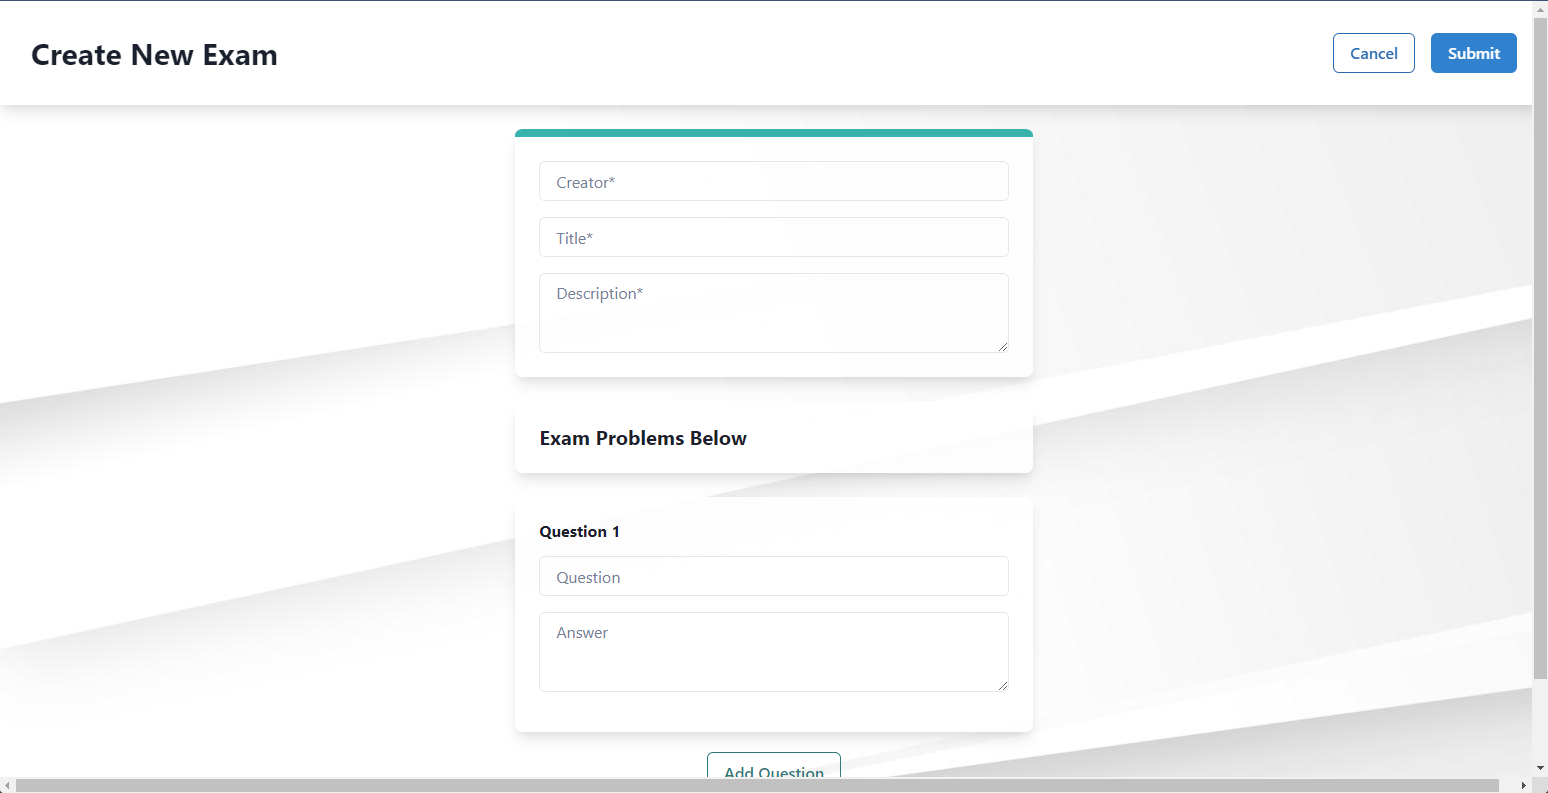 Create New Exam
Cancel
Submit
Creator*
Title*
Description*
Exam Problems Below
Question 1
Question
Answer
Add Question